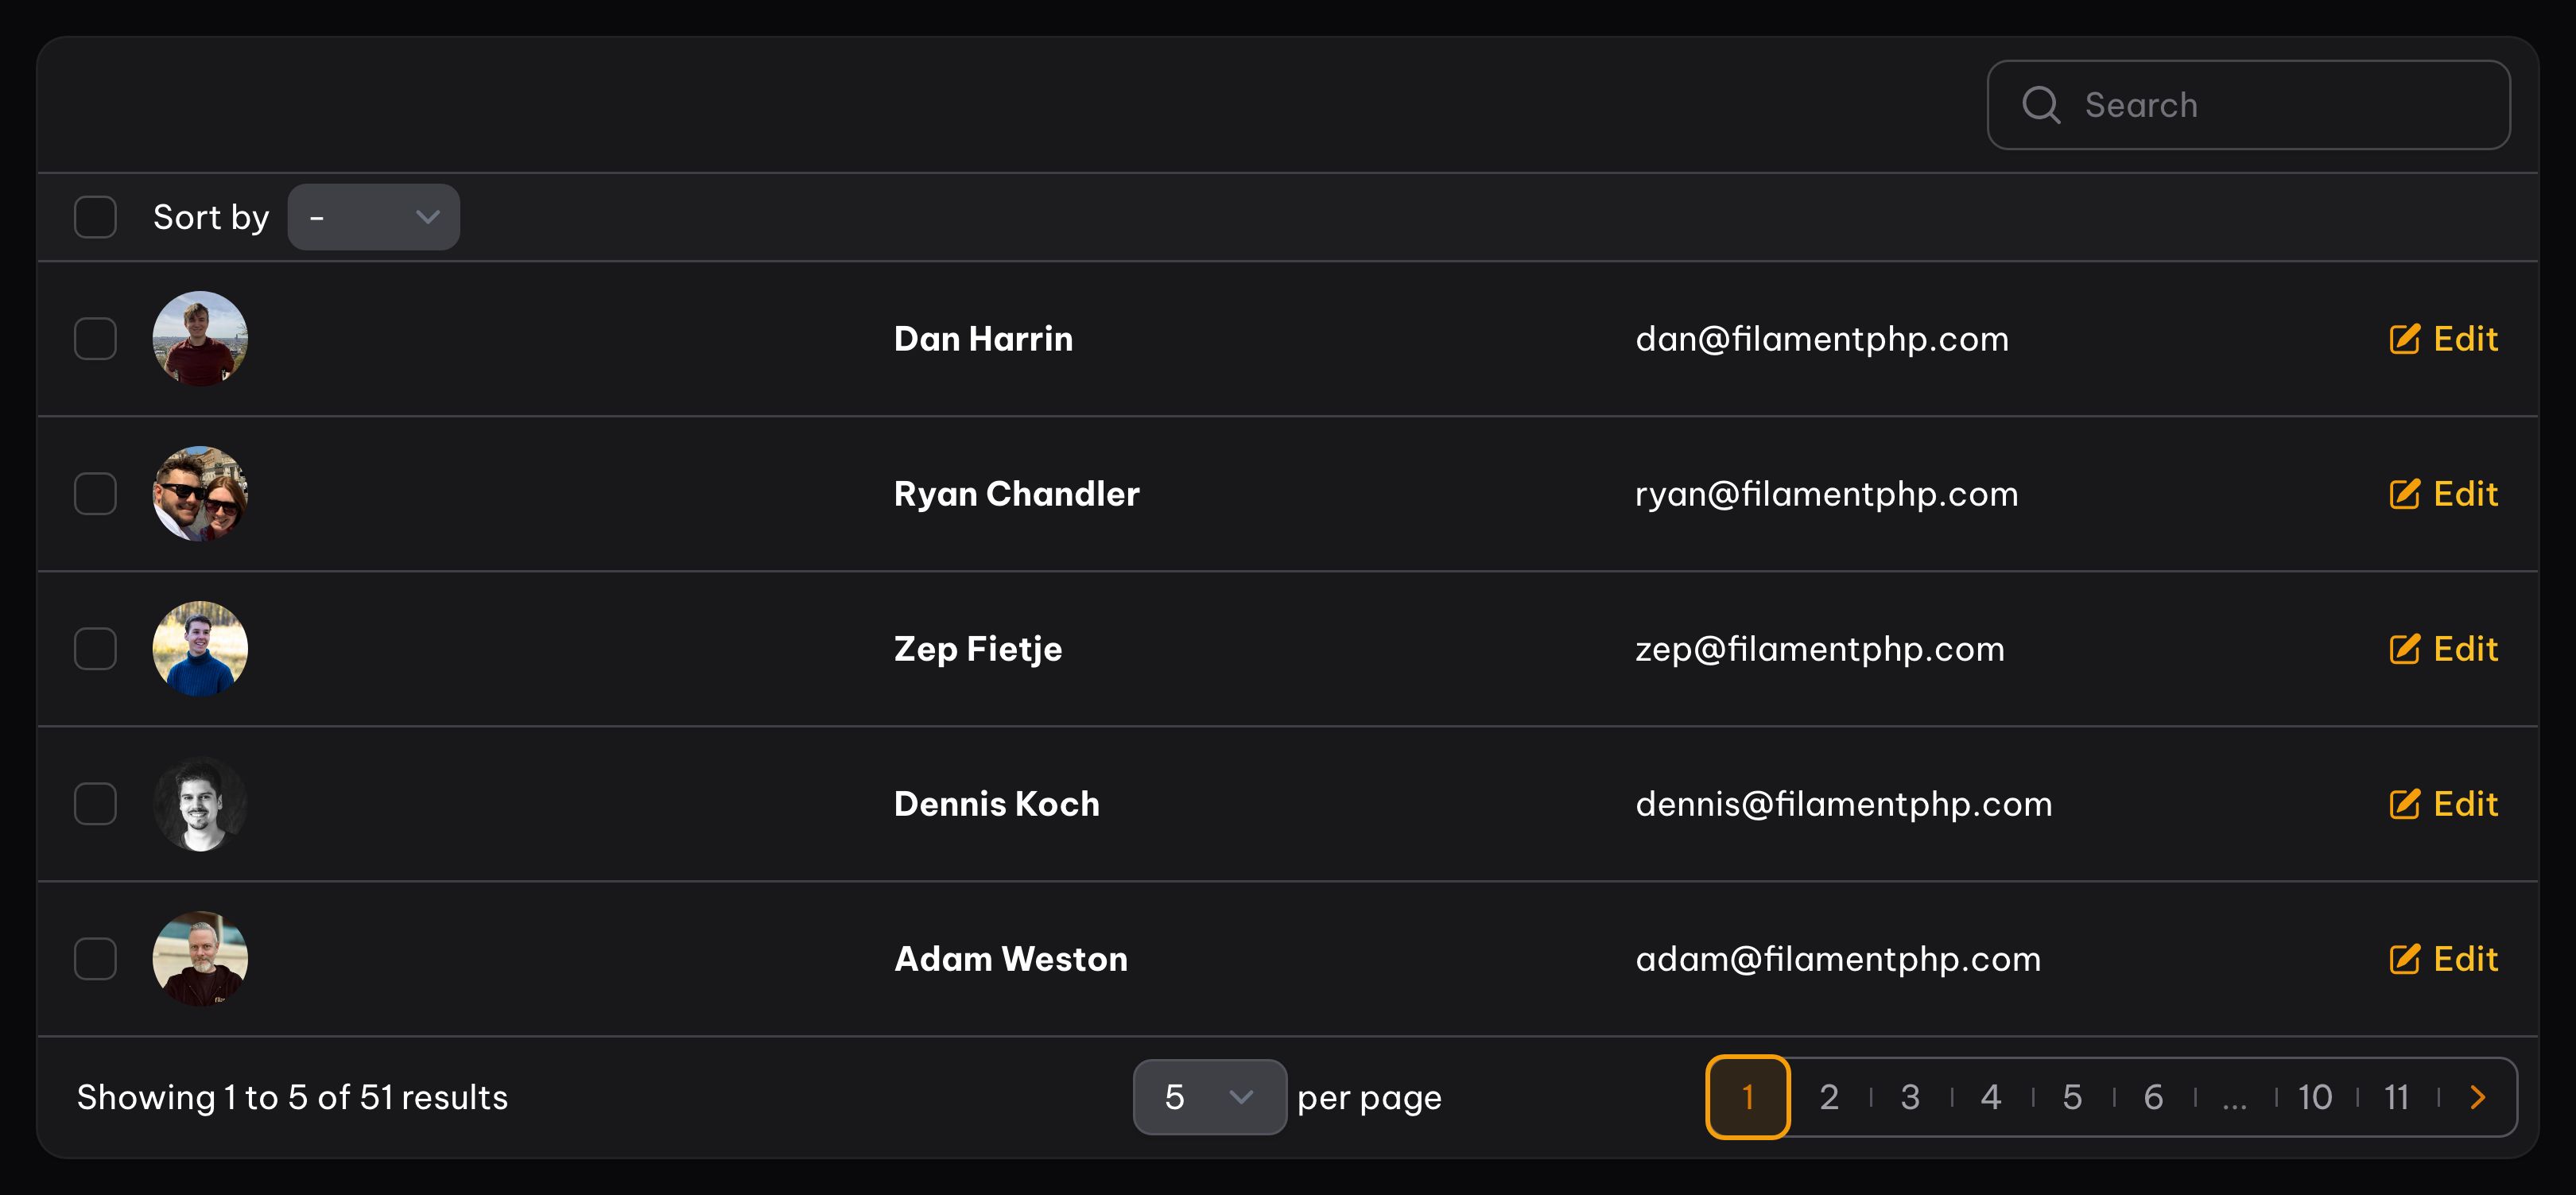 Search
Sort by -
Dan Harrin dan@filamentphp.com Edit
Ryan Chandler ryan@filamentphp.com Edit
Zep Fietje zep@filamentphp.com Edit
Dennis Koch dennis@filamentphp.com Edit
Adam Weston adam@filamentphp.com Edit
Showing 1 to 5 of 51 results 5 per page 1 2 3 4 5 6 ... 10 11